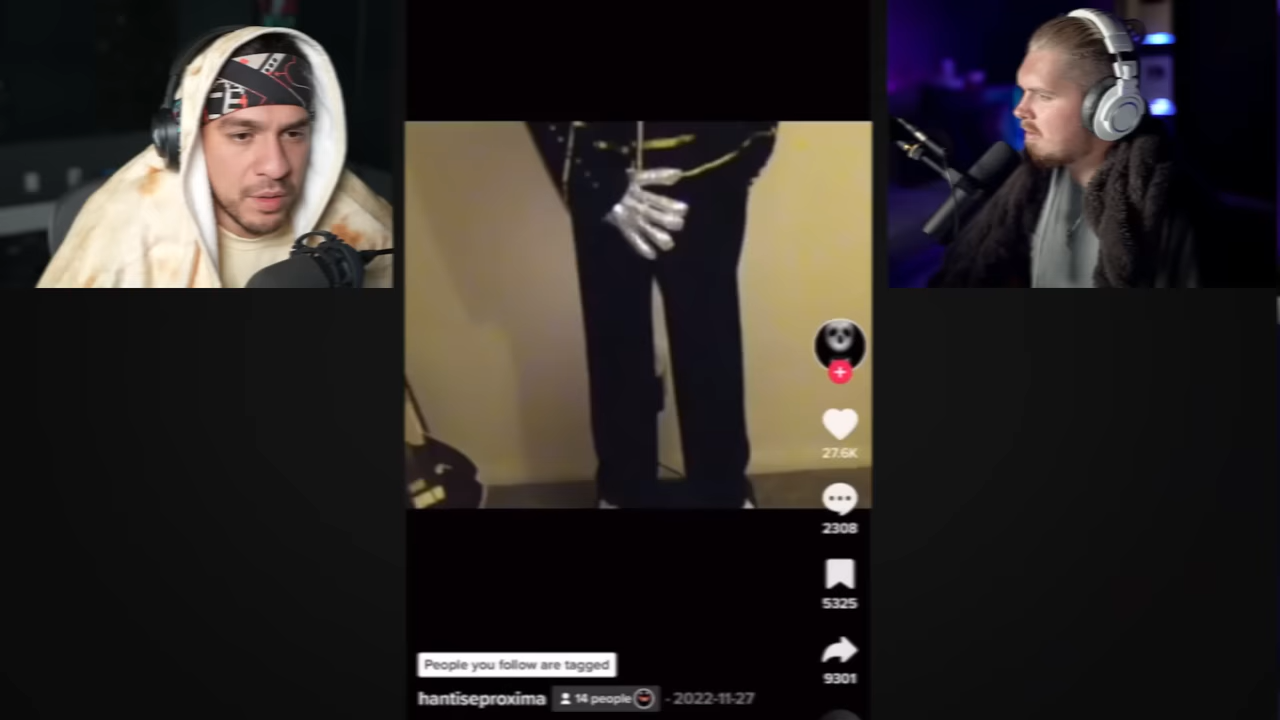 27.6K
2308
5325
9301
People you follow are tagged
hantiseproxima 14 people - 2022-11-27